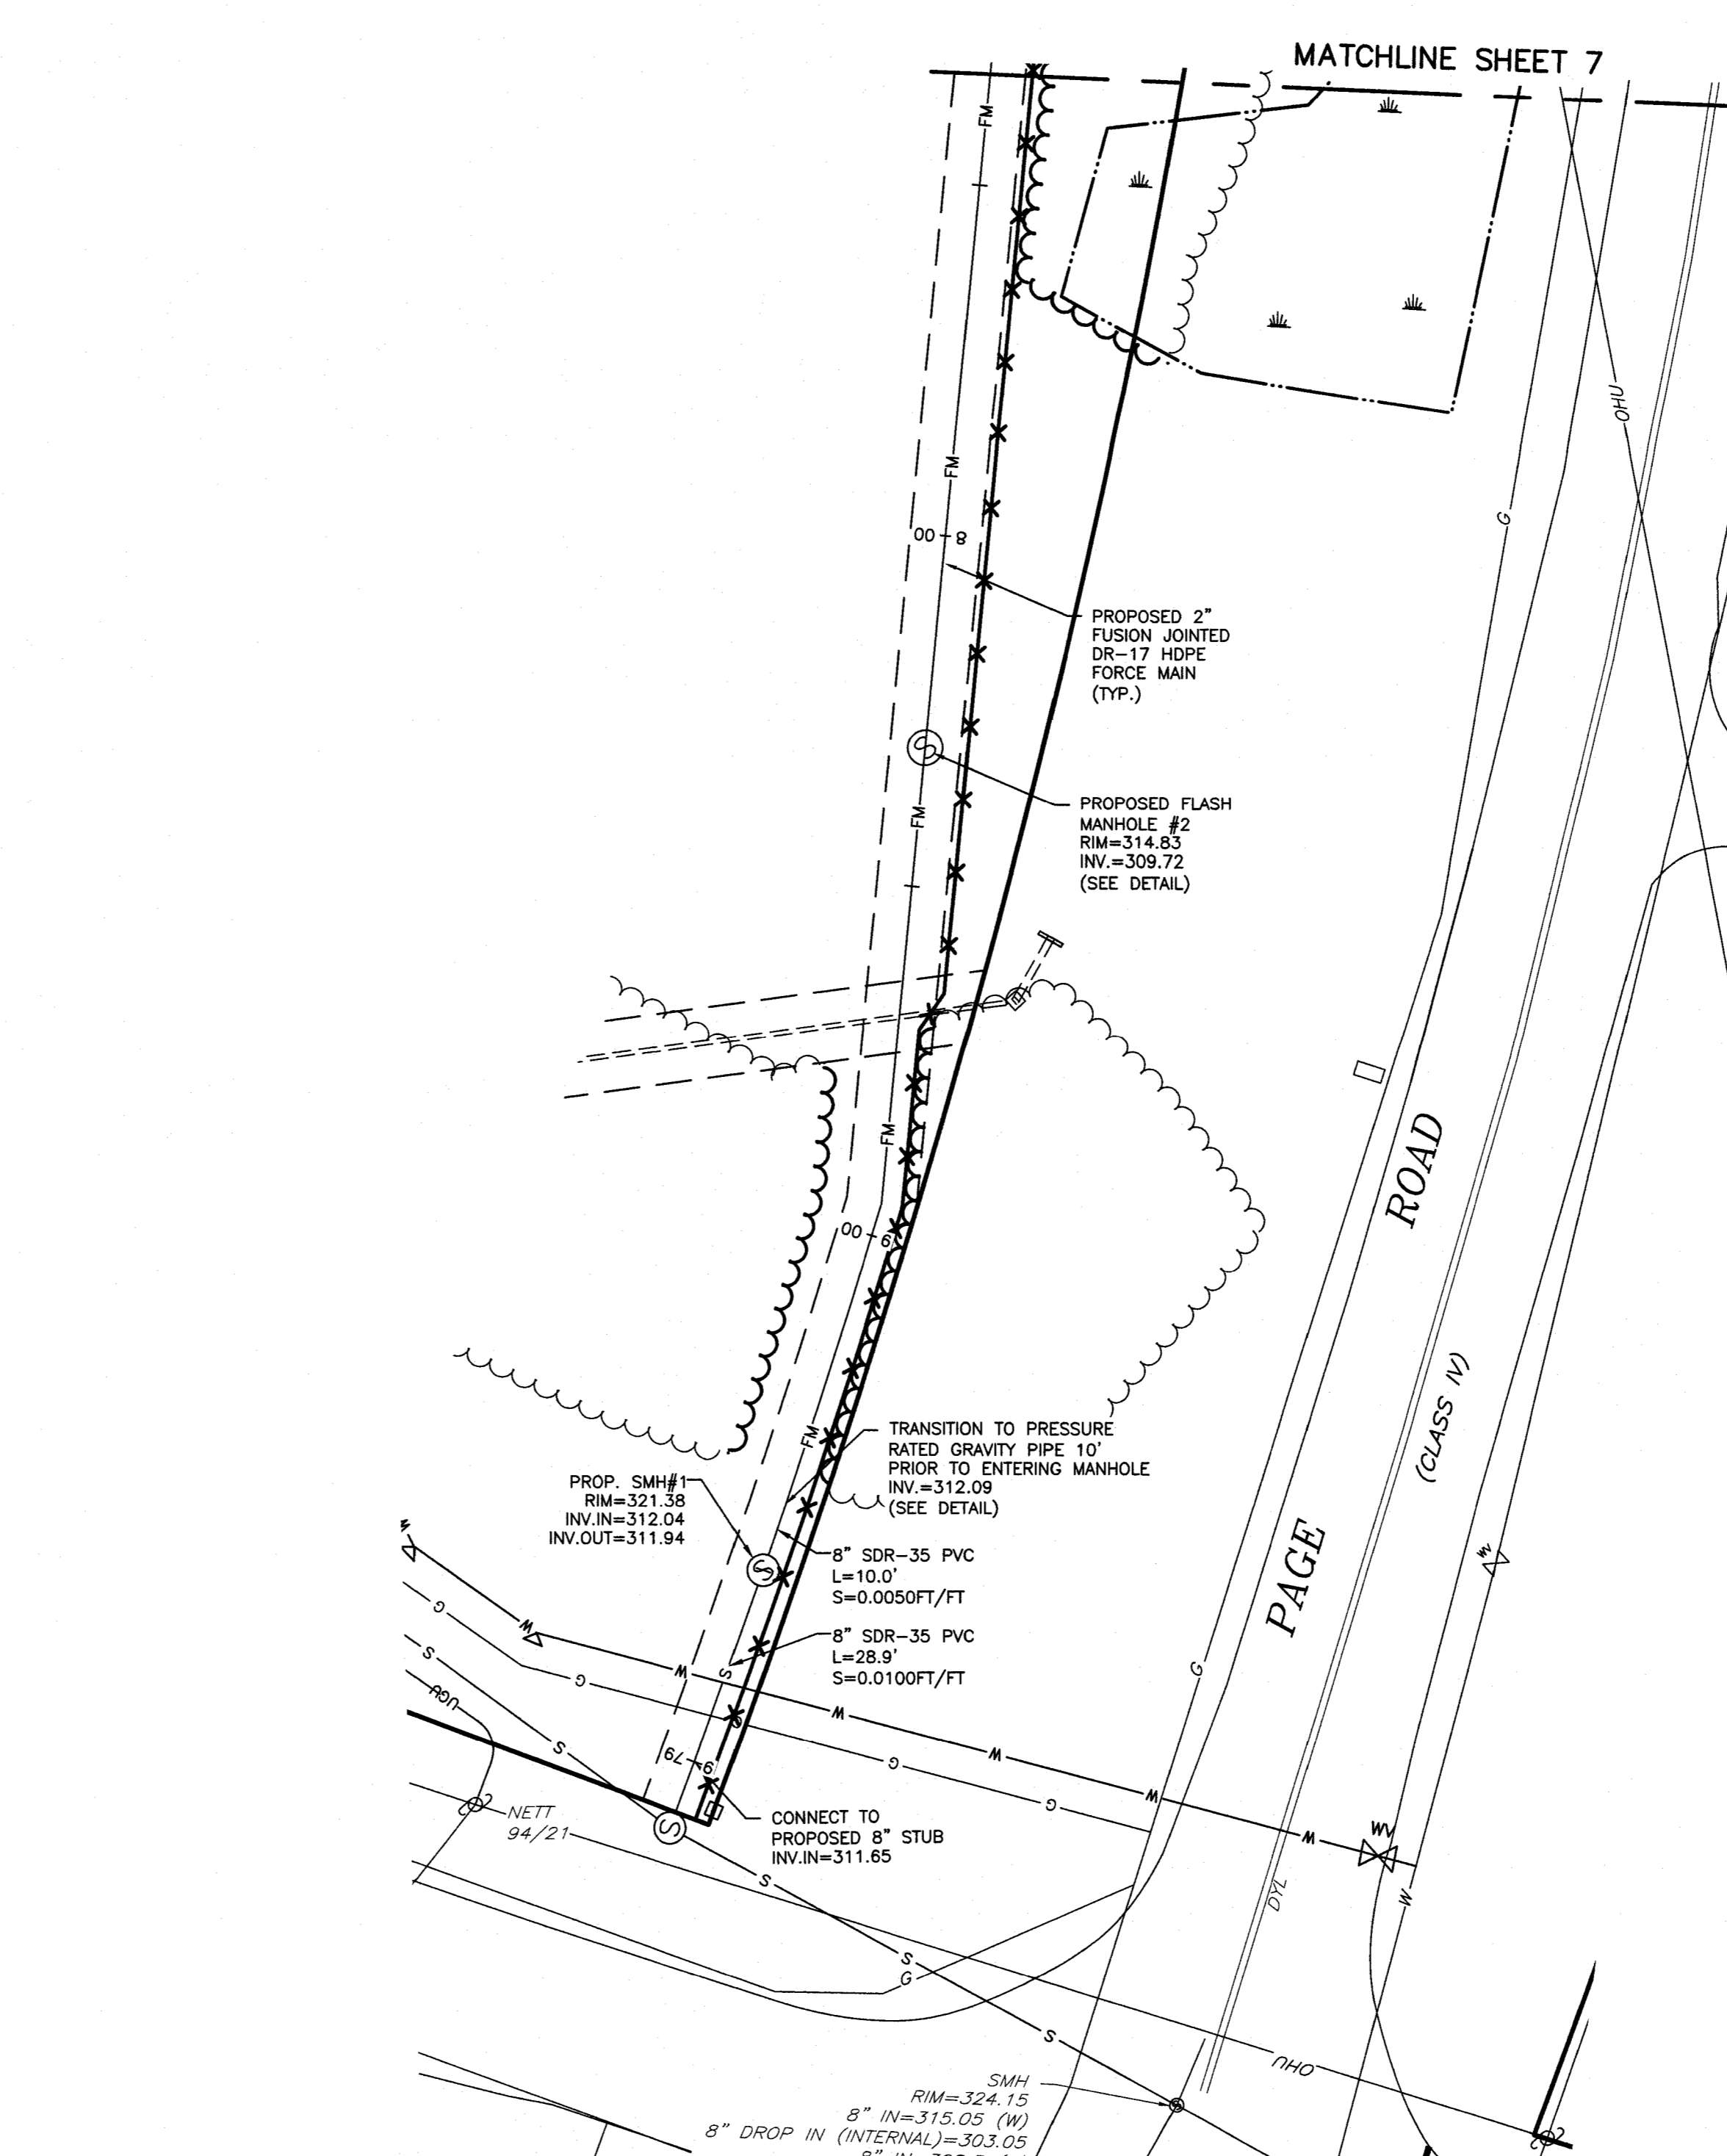 MATCHLINE SHEET 7
FM
OHU
FM
G
8+00
PROPOSED 2"
FUSION JOINTED
DR-17 HDPE
FORCE MAIN
(TYP.)
S
PROPOSED FLASH
MANHOLE #2
RIM=314.83
INV.=309.72
(SEE DETAIL)
FM
FM
9+00
PAGE ROAD
(CLASS IV)
FM
TRANSITION TO PRESSURE
RATED GRAVITY PIPE 10'
PRIOR TO ENTERING MANHOLE
INV.=312.09
(SEE DETAIL)
PROP. SMH#1
RIM=321.38
INV.IN=312.04
INV.OUT=311.94
S
8" SDR-35 PVC
L=10.0'
S=0.0050FT/FT
8" SDR-35 PVC
L=28.9'
S=0.0100FT/FT
W
W
W
G
S
UGU
G
W
S
G
W
G
W
G
W
G
W
W
WV
W
S
9+79
NETT
94/21
S
CONNECT TO
PROPOSED 8" STUB
INV.IN=311.65
S
DYL
S
G
S
OHU
SMH
RIM=324.15
8" IN=315.05 (W)
8" DROP IN (INTERNAL)=303.05